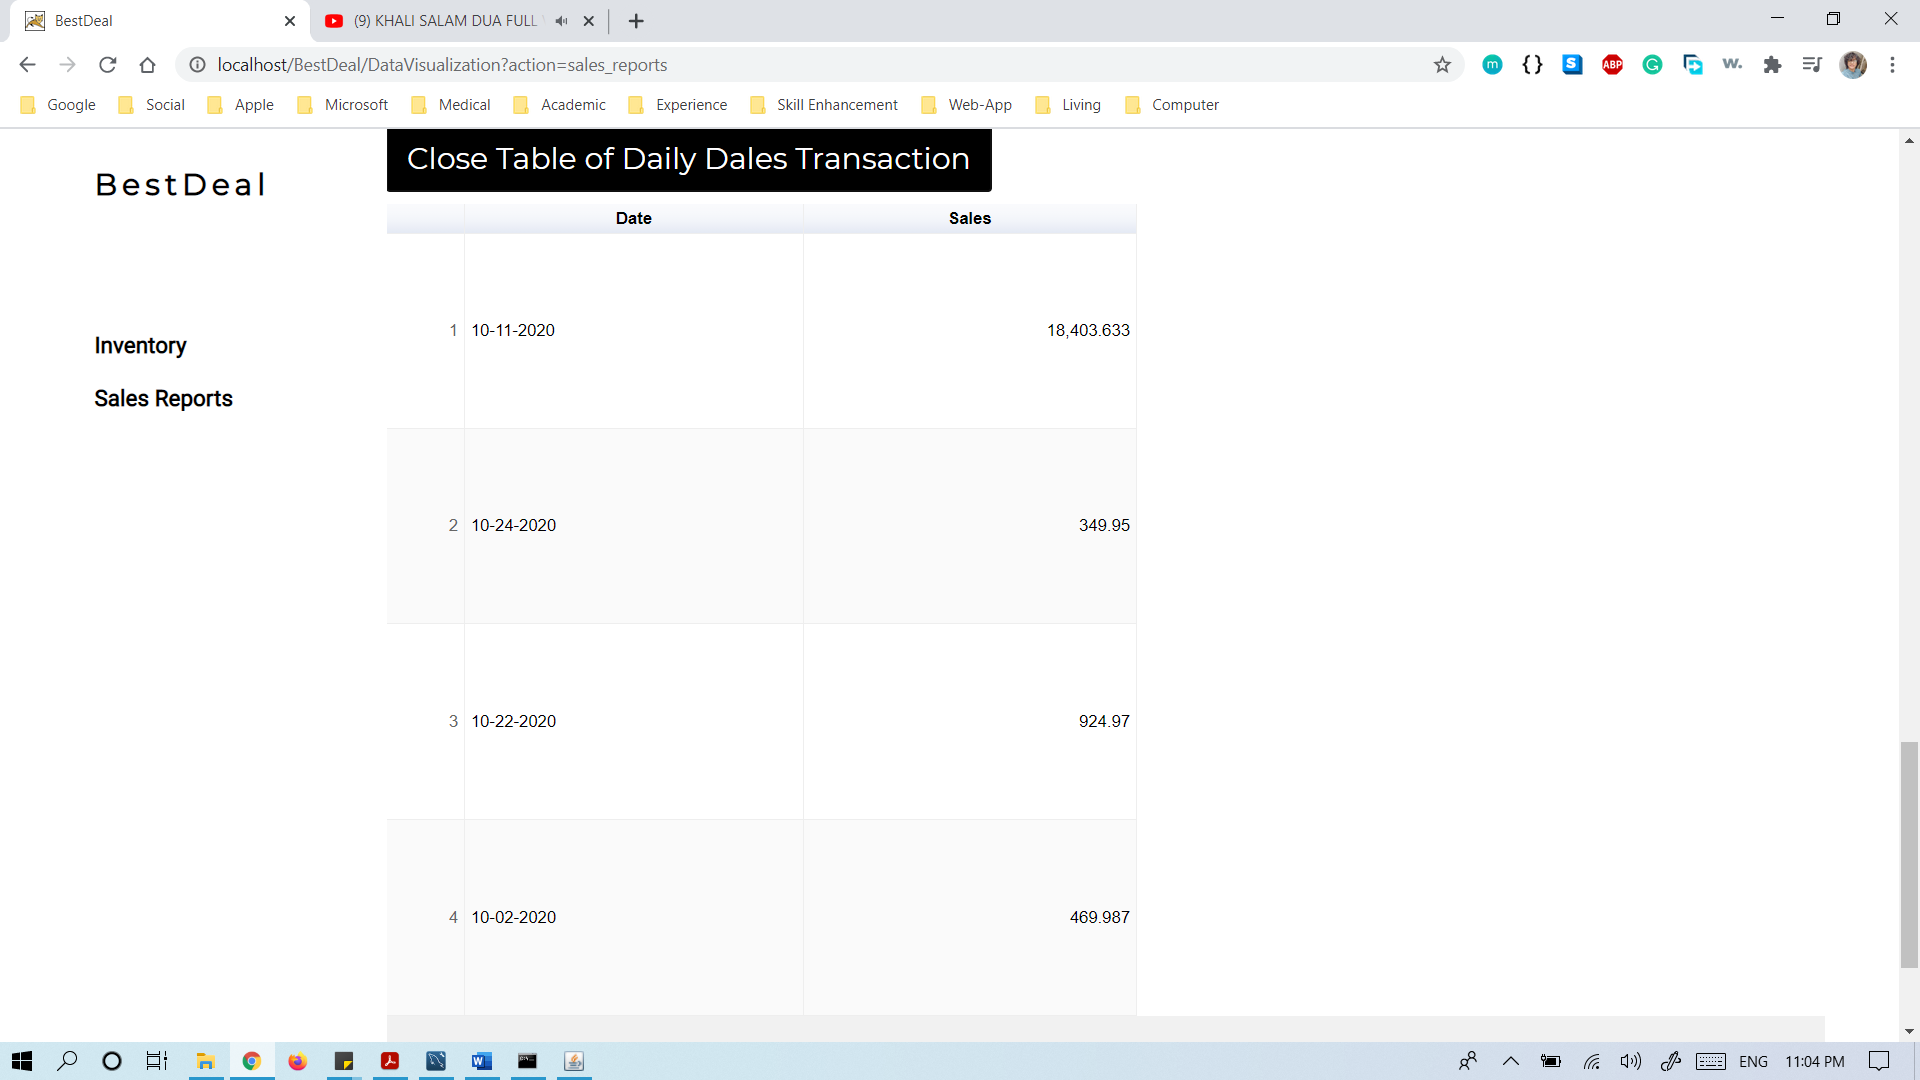 BestDeal
(9) KHALI SALAM DUA FULL
localhost/BestDeal/DataVisualization?action=sales_reports
m {} S ABP G w.
Google Social Apple Microsoft Medical Academic Experience Skill Enhancement Web-App Living Computer
Close Table of Daily Dales Transaction
BestDeal
Inventory
Sales Reports
Date Sales
1 10-11-2020 18,403.633
2 10-24-2020 349.95
3 10-22-2020 924.97
4 10-02-2020 469.987
ENG 11:04 PM